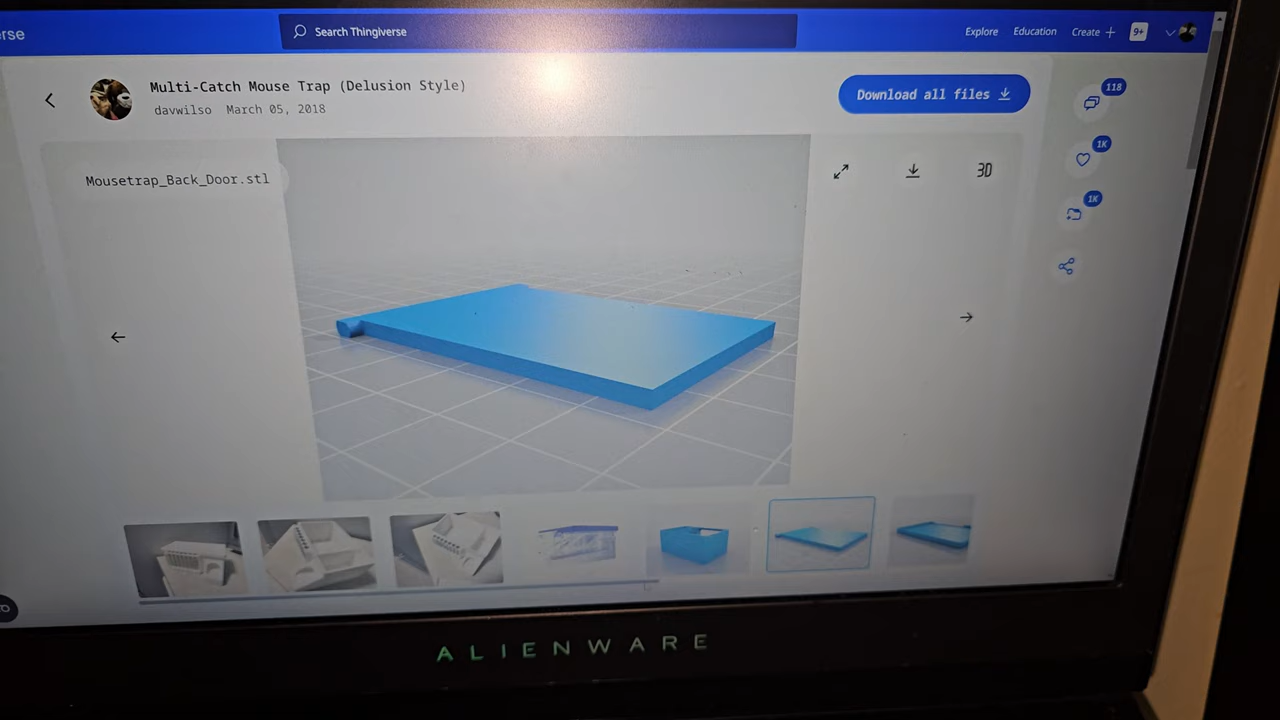 rse
Search Thingiverse
Explore
Education
Create
9+
Multi-Catch Mouse Trap (Delusion Style)
davwilso March 05, 2018
Download all files
118
Mousetrap_Back_Door.stl
3D
1K
1K
ALIENWARE